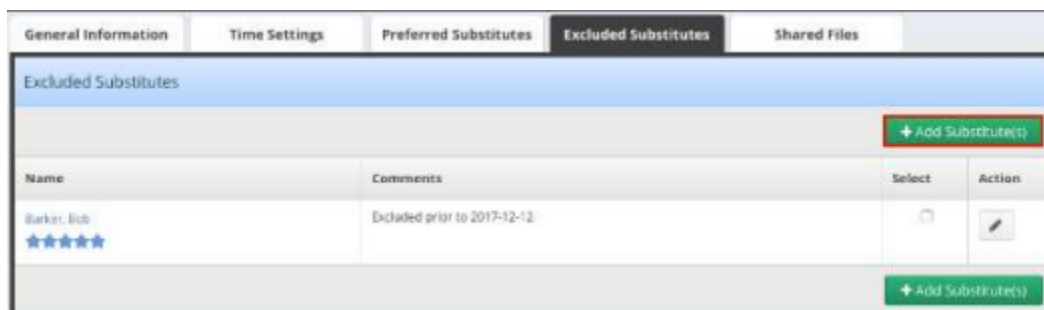 General Information Time Settings Preferred Substitutes Excluded Substitutes Shared Files
Excluded Substitutes
+ Add Substitute(s)
Name Comments Select Action
Barker, Bob Excluded prior to 2017-12-12
+ Add Substitute(s)